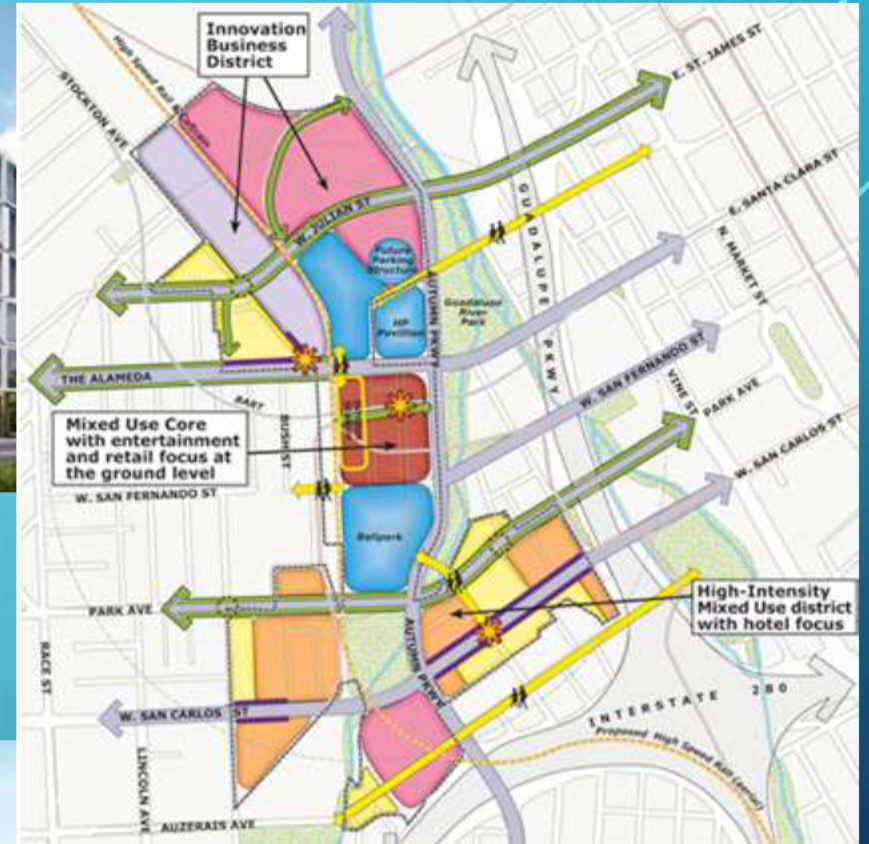 Innovation
Business
District
High Speed Rail & Caltrain
STOCKTON AVE
E. ST. JAMES ST
E. SANTA CLARA ST
N. MARKET ST
GUADALUPE PKWY
W. JULIAN ST
Future
Parking
Structure
AUTUMN PKWY
HP
Pavillion
Guadalupe
River
Park
THE ALAMEDA
BART
BUSH ST
W. SAN FERNANDO ST
VINE ST
PARK AVE
W. SAN CARLOS ST
Mixed Use Core
with entertainment
and retail focus at
the ground level
W. SAN FERNANDO ST
Ballpark
PARK AVE
High-Intensity
Mixed Use district
with hotel focus
RACE ST
AUTUMN PKWY
W. SAN CARLOS ST
INTERSTATE 280
Proposed High Speed Rail (aerial)
LINCOLN AVE
AUZERAIS AVE